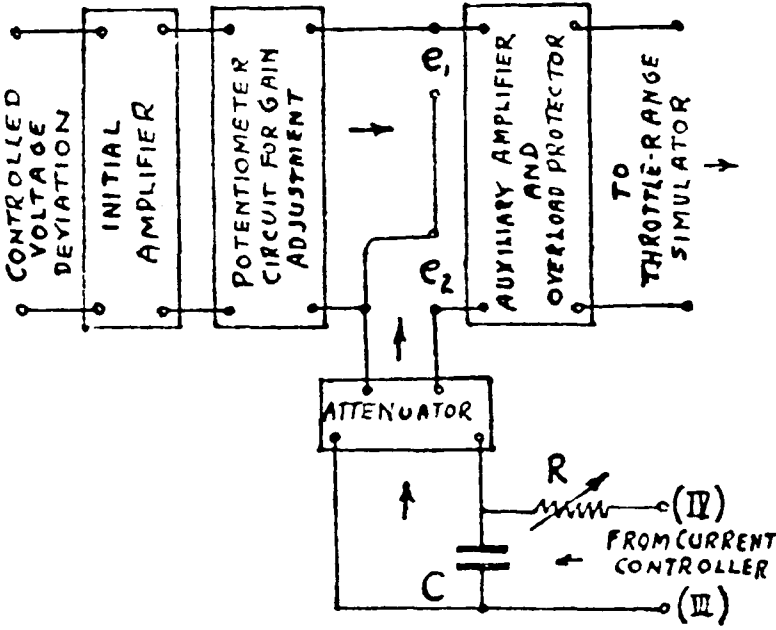 CONTROLLED
VOLTAGE
DEVIATION
INITIAL
AMPLIFIER
POTENTIOMETER
CIRCUIT FOR GAIN
ADJUSTMENT
e1
e2
AUXILIARY AMPLIFIER
AND
OVERLOAD PROTECTOR
TO
THROTTLE-RANGE
SIMULATOR
ATTENUATOR
R
(IV)
FROM CURRENT
CONTROLLER
C
(III)